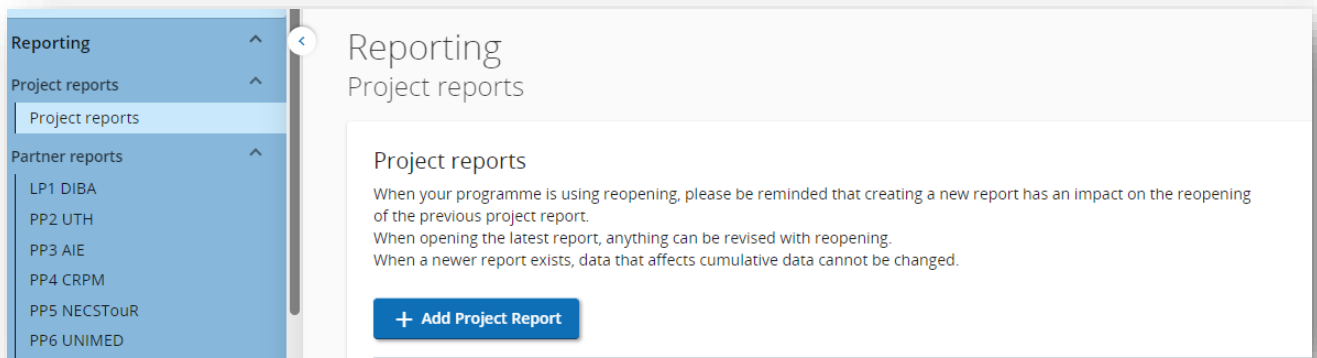 Reporting
Project reports
Project reports
Partner reports
LP1 DIBA
PP2 UTH
PP3 AIE
PP4 CRPM
PP5 NECSTouR
PP6 UNIMED
Reporting
Project reports
Project reports
When your programme is using reopening, please be reminded that creating a new report has an impact on the reopening
of the previous project report.
When opening the latest report, anything can be revised with reopening.
When a newer report exists, data that affects cumulative data cannot be changed.
+ Add Project Report